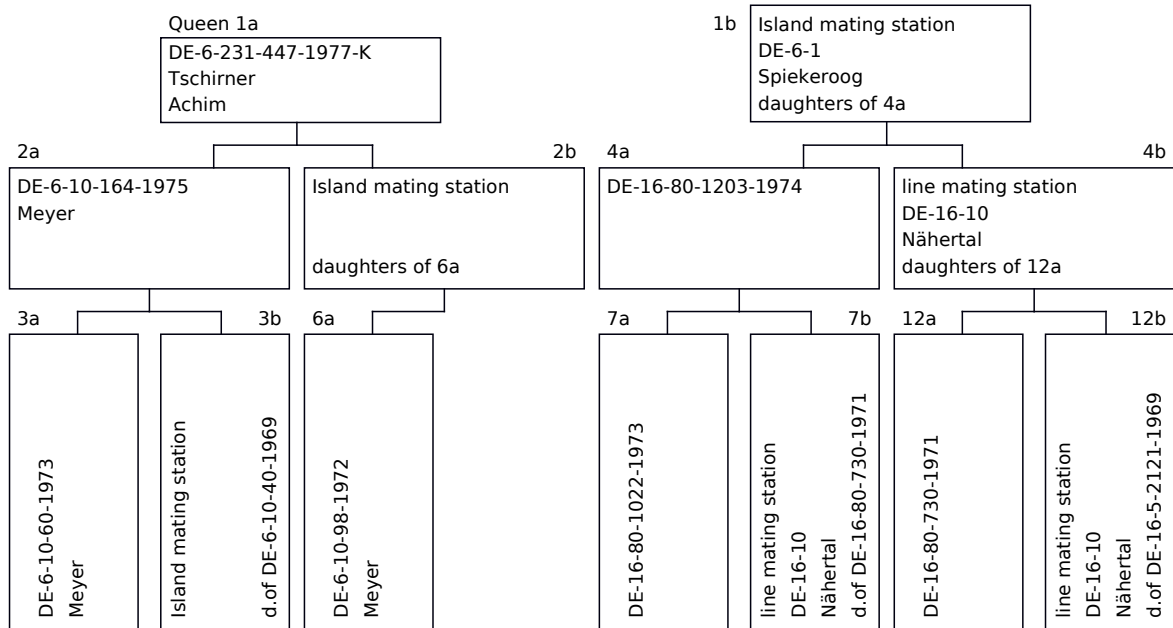 Queen 1a
DE-6-231-447-1977-K
Tschirner
Achim
1b
Island mating station
DE-6-1
Spiekeroog
daughters of 4a
2a
DE-6-10-164-1975
Meyer
2b
Island mating station
daughters of 6a
4a
DE-16-80-1203-1974
4b
line mating station
DE-16-10
Nähertal
daughters of 12a
3a
DE-6-10-60-1973
Meyer
3b
Island mating station
d.of DE-6-10-40-1969
6a
DE-6-10-98-1972
Meyer
7a
DE-16-80-1022-1973
7b
line mating station
DE-16-10
Nähertal
d.of DE-16-80-730-1971
12a
DE-16-80-730-1971
12b
line mating station
DE-16-10
Nähertal
d.of DE-16-5-2121-1969